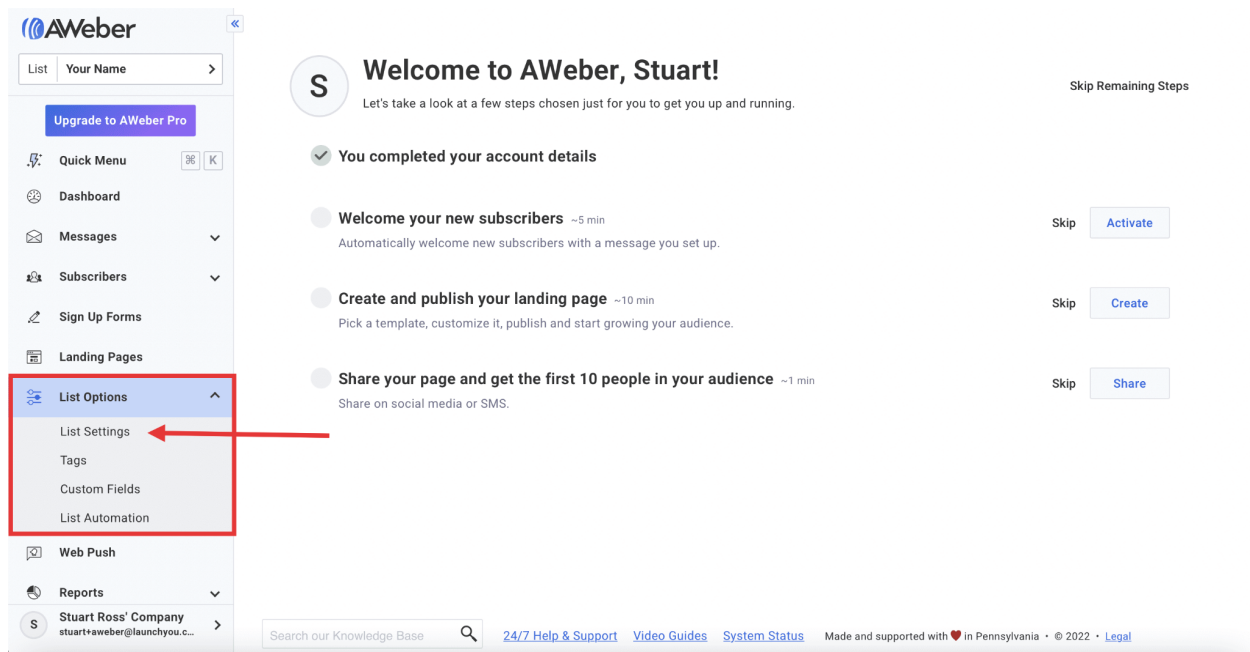 AWeber
«
List Your Name
Upgrade to AWeber Pro
Quick Menu ⌘ K
Dashboard
Messages
Subscribers
Sign Up Forms
Landing Pages
List Options
List Settings
Tags
Custom Fields
List Automation
Web Push
Reports
S
Stuart Ross' Company
stuart+aweber@launchyou.c...
S
Welcome to AWeber, Stuart!
Let's take a look at a few steps chosen just for you to get you up and running.
Skip Remaining Steps
You completed your account details
Welcome your new subscribers ~5 min
Automatically welcome new subscribers with a message you set up.
Skip Activate
Create and publish your landing page ~10 min
Pick a template, customize it, publish and start growing your audience.
Skip Create
Share your page and get the first 10 people in your audience ~1 min
Share on social media or SMS.
Skip Share
Search our Knowledge Base
24/7 Help & Support Video Guides System Status Made and supported with ❤ in Pennsylvania • © 2022 • Legal